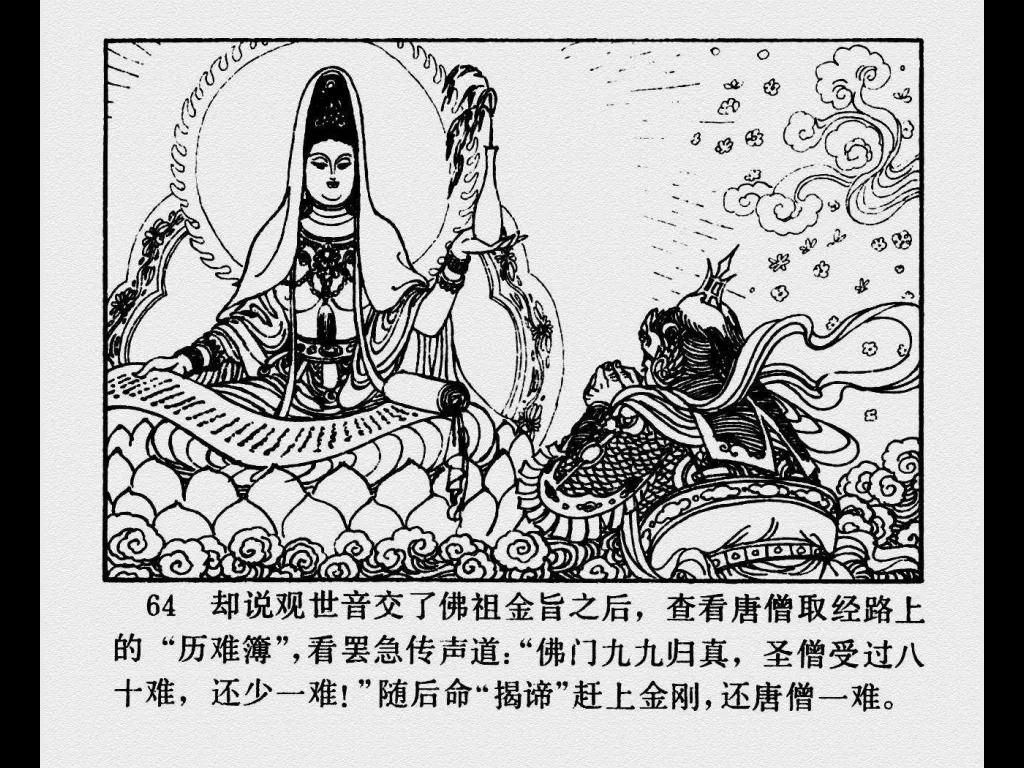 64 却说观世音交了佛祖金旨之后，查看唐僧取经路上
的“历难簿”，看罢急传声道：“佛门九九归真，圣僧受过八
十难，还少一难！”随后命“揭谛”赶上金刚，还唐僧一难。